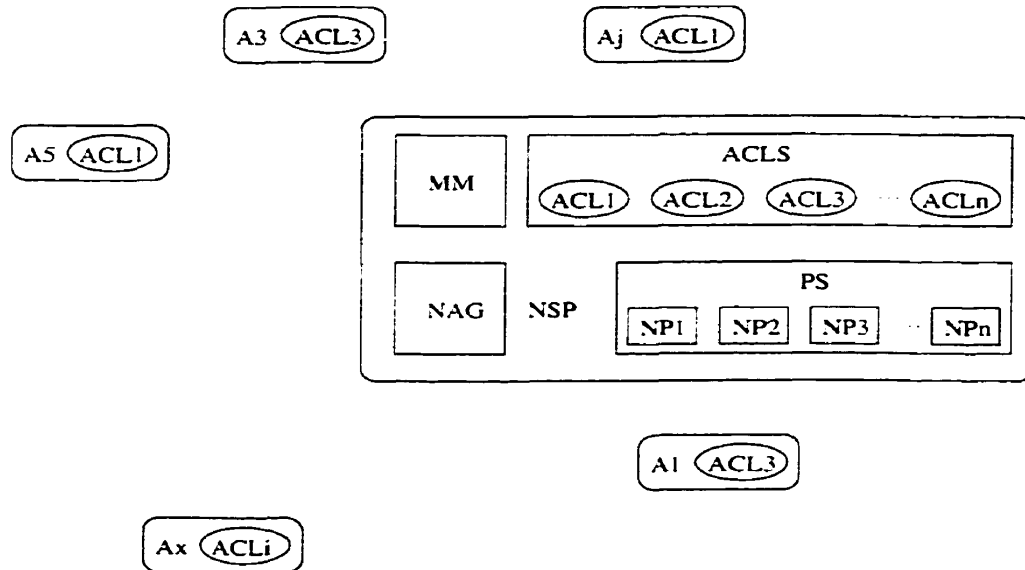 A3 ACL3
Aj ACL1
A5 ACL1
MM
ACLS
ACL1 ACL2 ACL3 ... ACLn
NAG
NSP
PS
NP1 NP2 NP3 ... NPn
A1 ACL3
Ax ACLi